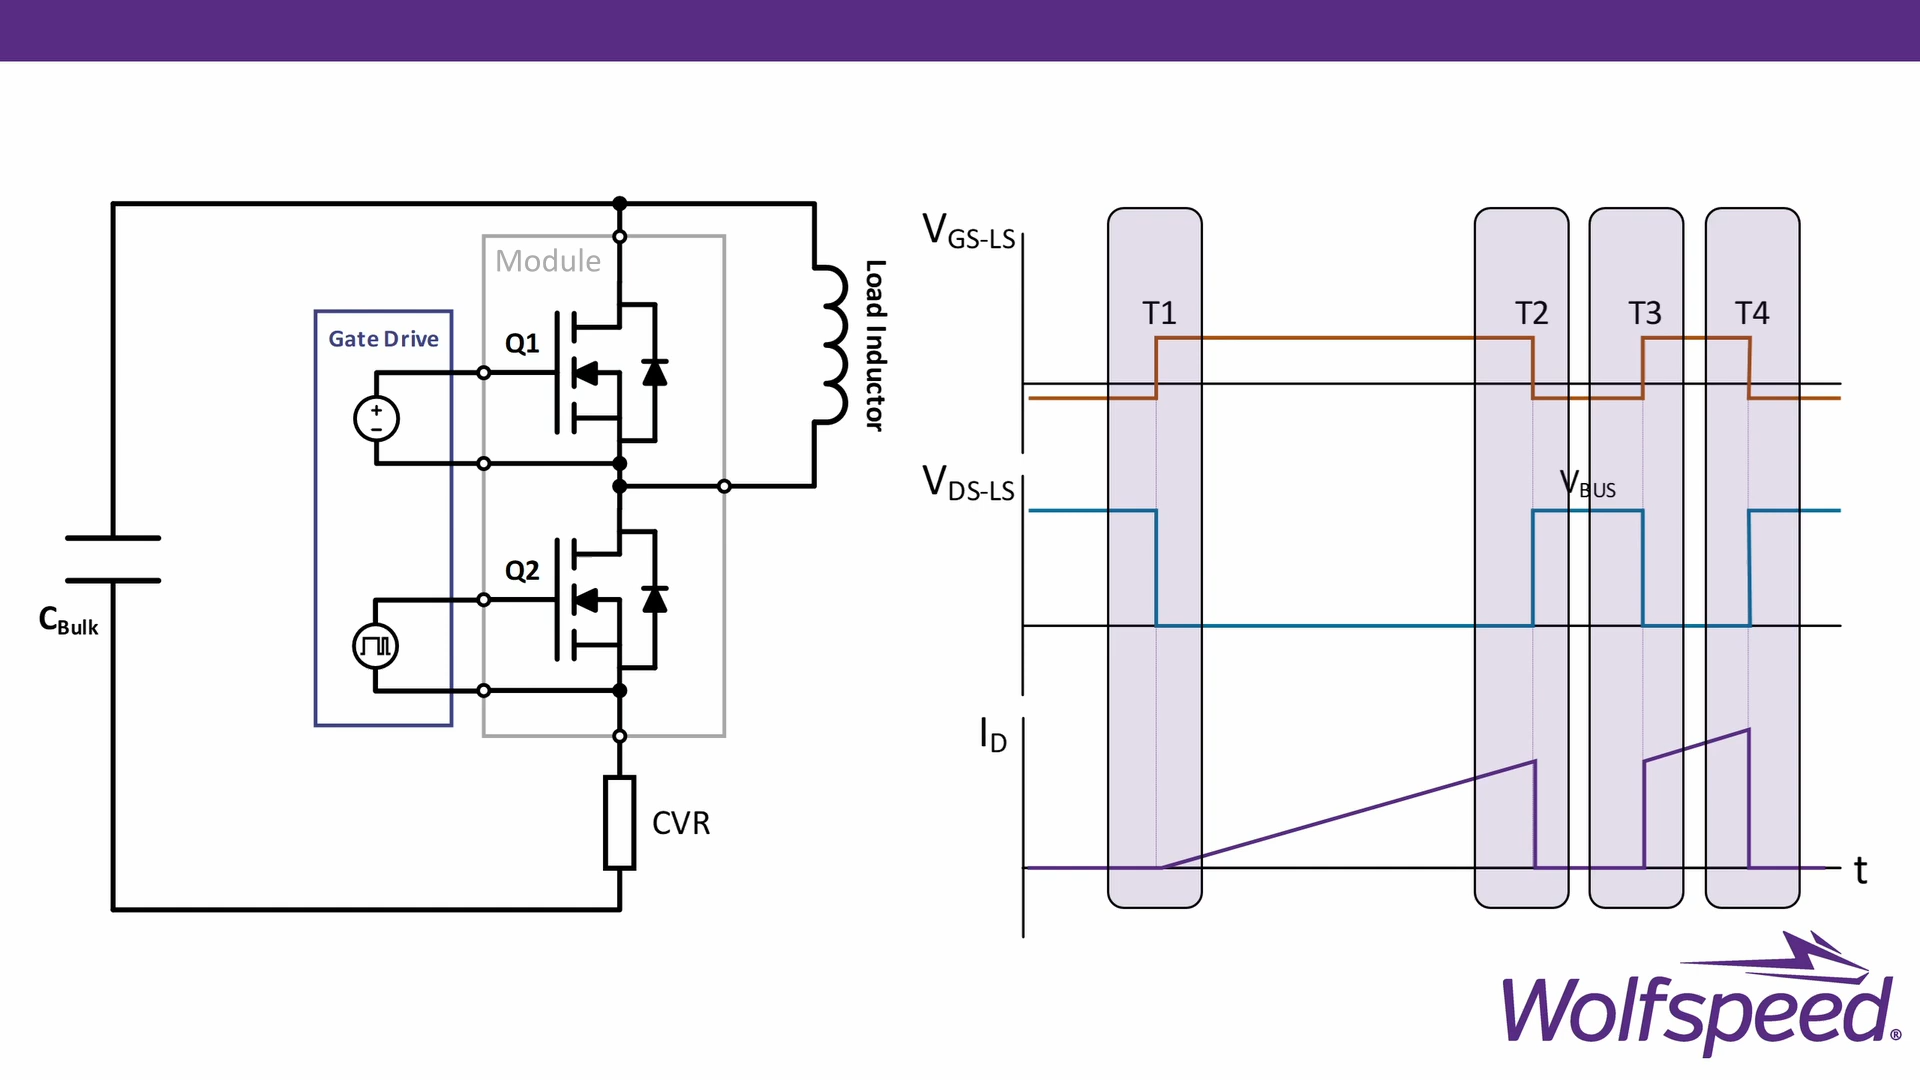 Module
Gate Drive
Q1
Load Inductor
+
−
Q2
CBulk
CVR
VGS-LS
T1
T2
T3
T4
VDS-LS
VBUS
ID
t
Wolfspeed®